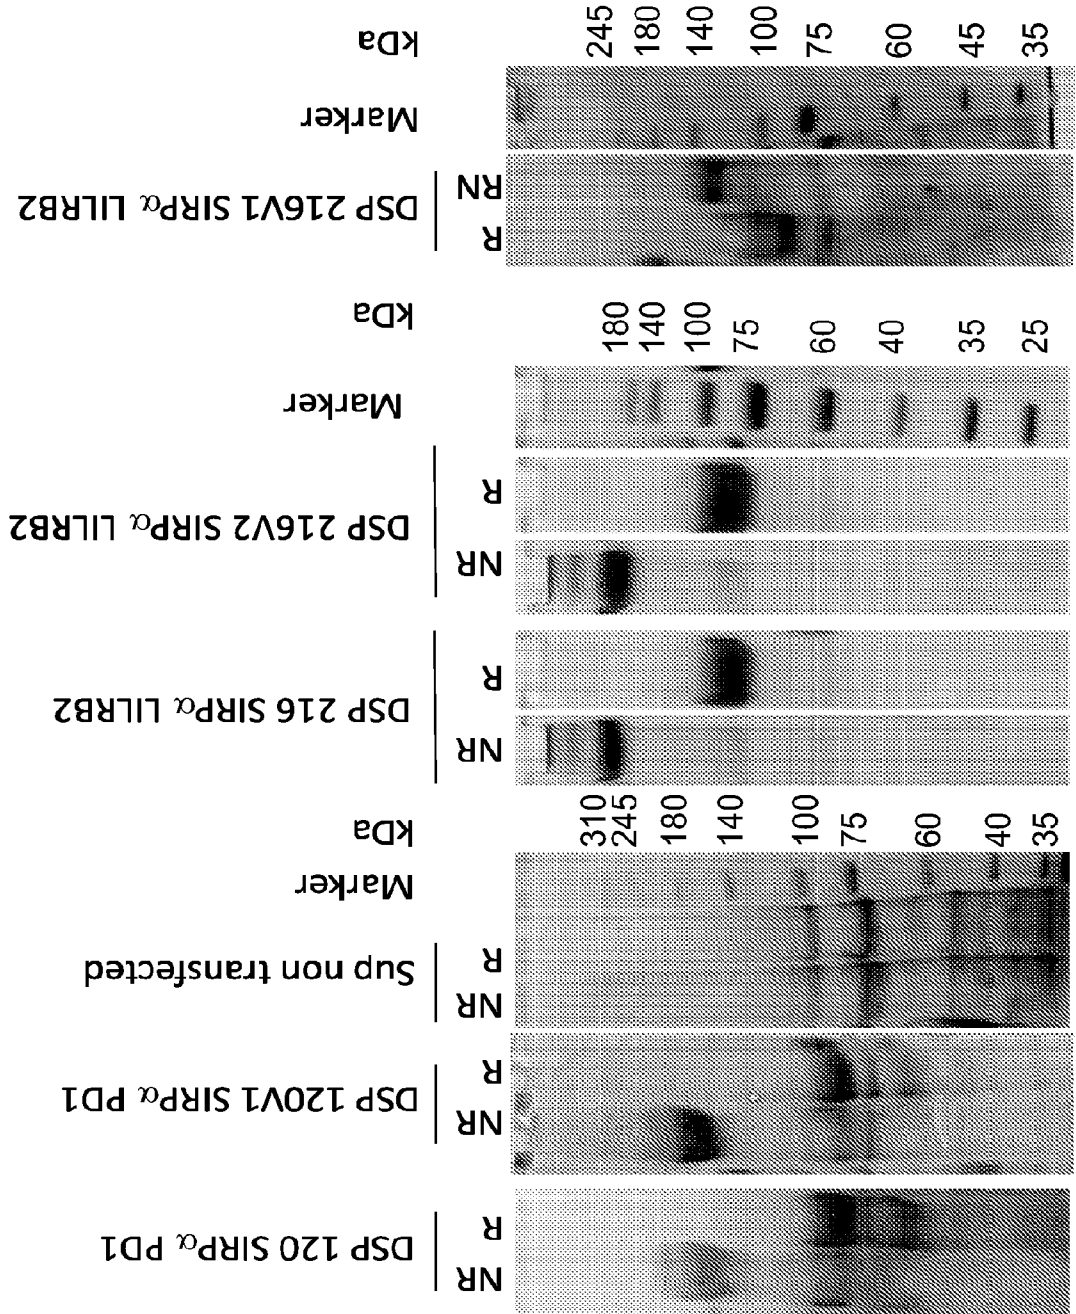 kDa
245
180
140
100
75
60
45
35
Marker
DSP 216V1 SIRPα LILRB2
RN
R
kDa
180
140
100
75
60
40
35
25
Marker
DSP 216V2 SIRPα LILRB2
R
NR
DSP 216 SIRPα LILRB2
R
NR
kDa
310
245
180
140
100
75
60
40
35
Marker
Sup non transfected
R
NR
DSP 120V1 SIRPα PD1
R
NR
DSP 120 SIRPα PD1
R
NR